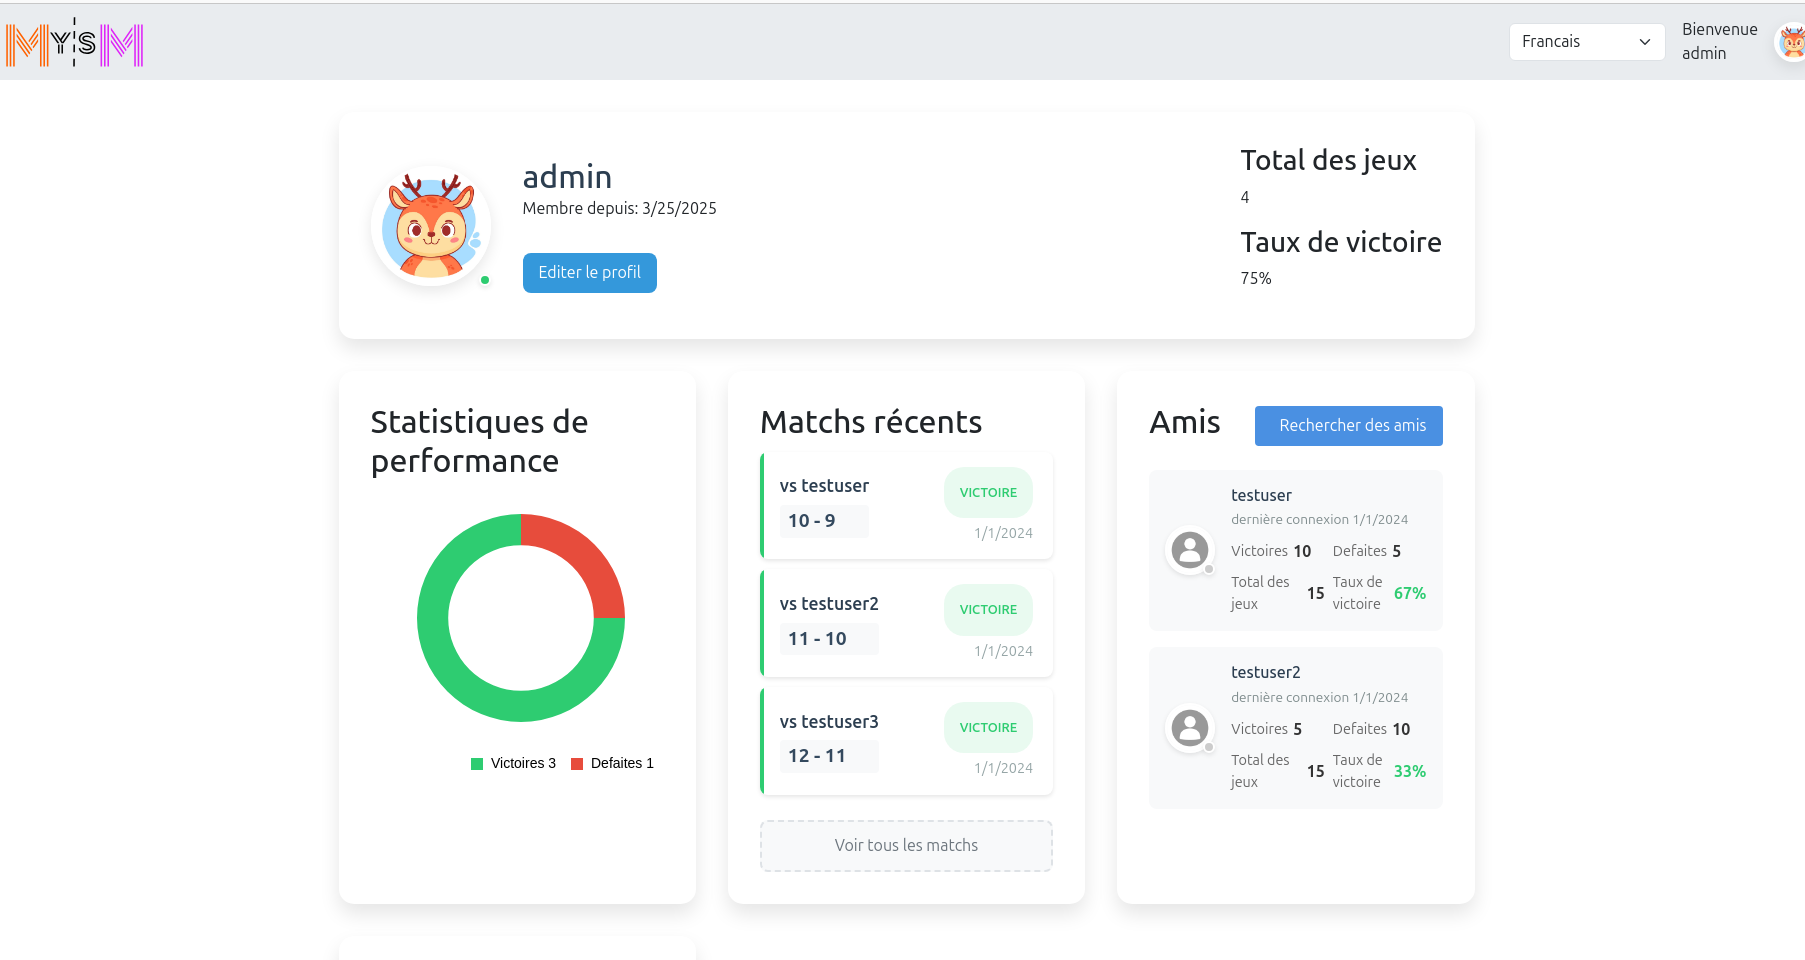 MYSM
Francais
Bienvenue
admin
admin
Membre depuis: 3/25/2025
Editer le profil
Total des jeux
4
Taux de victoire
75%
Statistiques de
performance
Victoires 3
Defaites 1
Matchs récents
vs testuser
10 - 9
VICTOIRE
1/1/2024
vs testuser2
11 - 10
VICTOIRE
1/1/2024
vs testuser3
12 - 11
VICTOIRE
1/1/2024
Voir tous les matchs
Amis
Rechercher des amis
testuser
dernière connexion 1/1/2024
Victoires 10 Defaites 5
Total des
jeux 15
Taux de
victoire 67%
testuser2
dernière connexion 1/1/2024
Victoires 5 Defaites 10
Total des
jeux 15
Taux de
victoire 33%